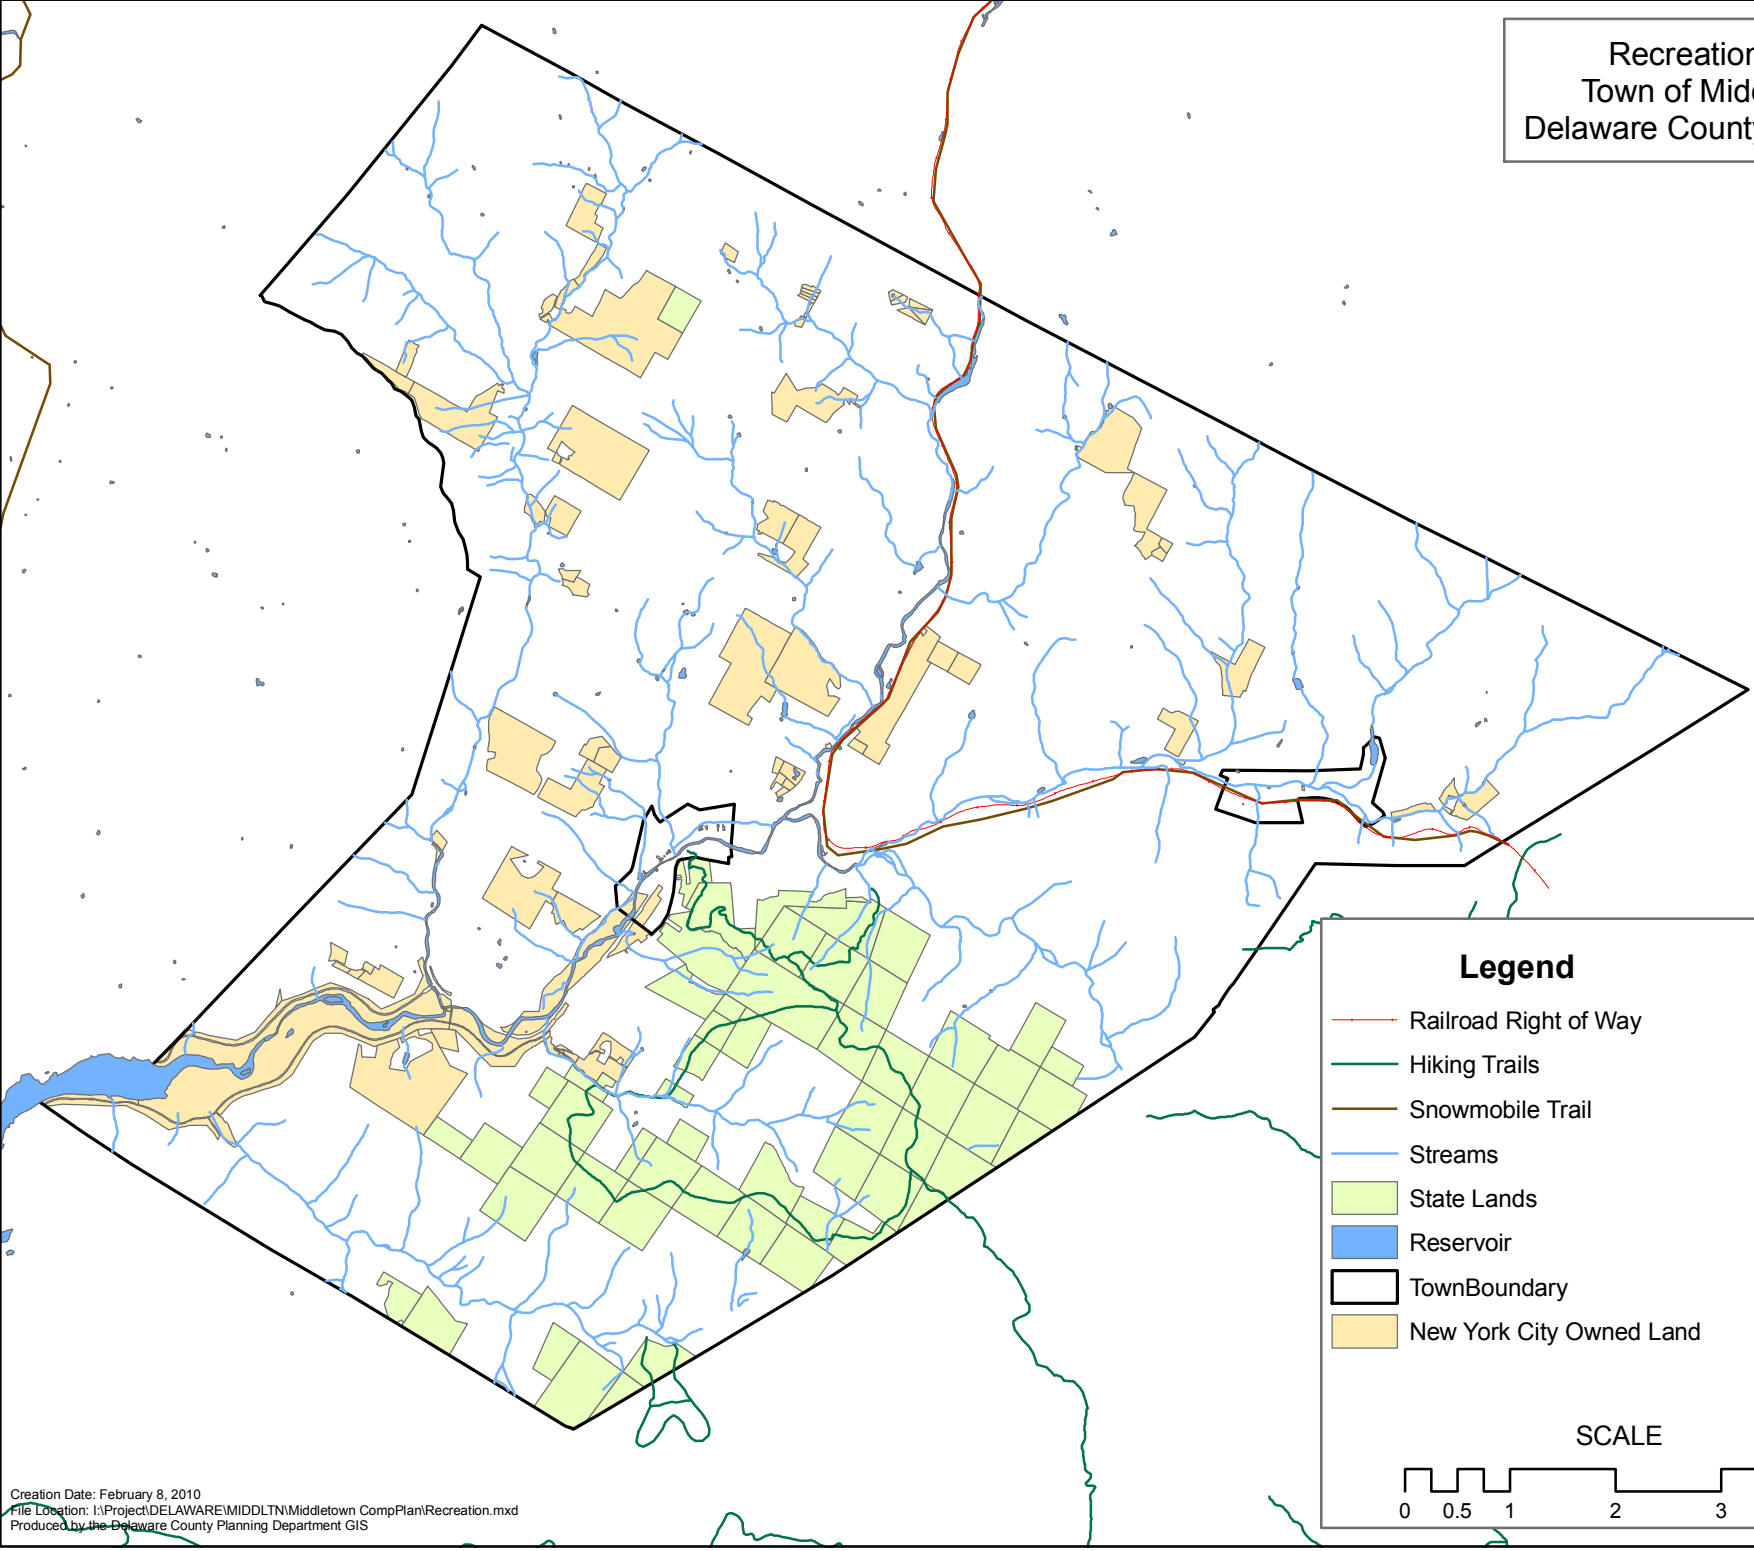 Recreation
Town of Mid
Delaware County
Legend
Railroad Right of Way
Hiking Trails
Snowmobile Trail
Streams
State Lands
Reservoir
TownBoundary
New York City Owned Land
SCALE
0 0.5 1 2 3
Creation Date: February 8, 2010
File Location: I:\Project\DELAWARE\MIDDLTN\Middletown CompPlan\Recreation.mxd
Produced by the Delaware County Planning Department GIS